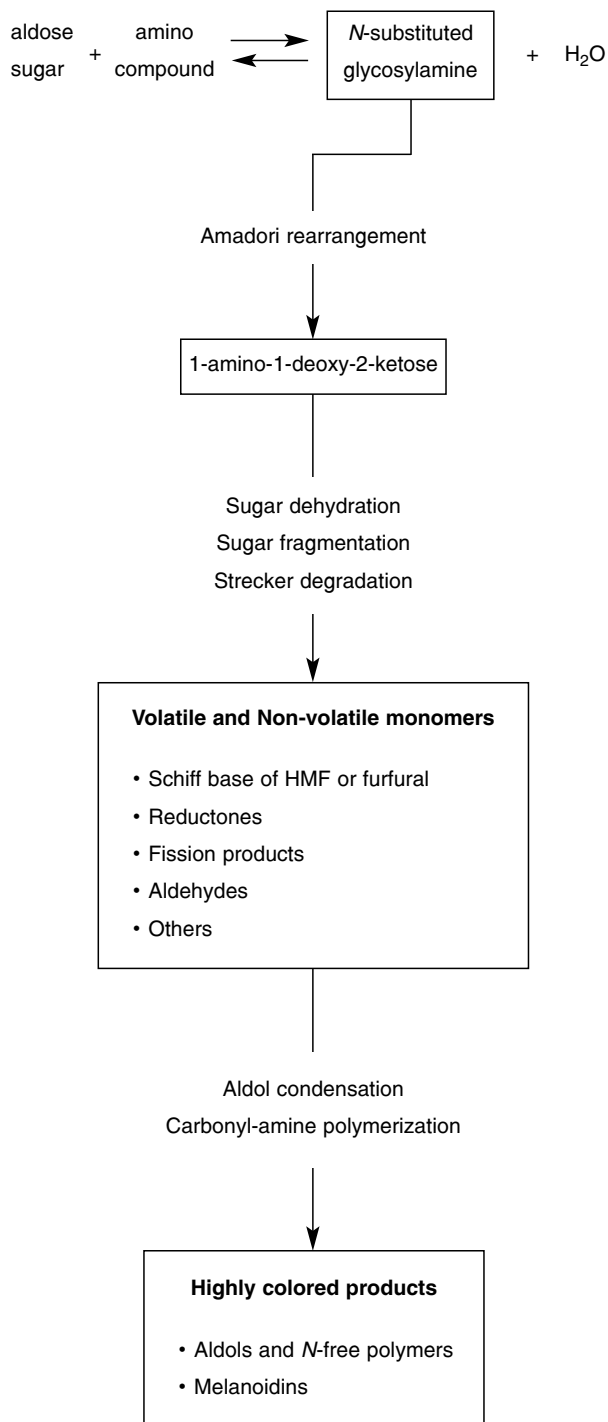 aldose sugar + amino compound N-substituted glycosylamine + H₂O
Amadori rearrangement
1-amino-1-deoxy-2-ketose
Sugar dehydration
Sugar fragmentation
Strecker degradation
Volatile and Non-volatile monomers
• Schiff base of HMF or furfural
• Reductones
• Fission products
• Aldehydes
• Others
Aldol condensation
Carbonyl-amine polymerization
Highly colored products
• Aldols and N-free polymers
• Melanoidins